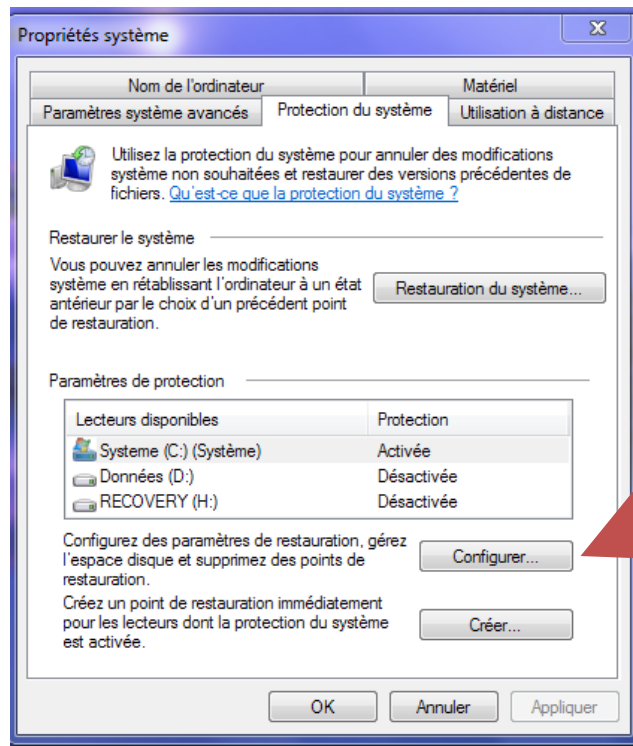 Propriétés système
Nom de l'ordinateur
Matériel
Paramètres système avancés
Protection du système
Utilisation à distance
Utilisez la protection du système pour annuler des modifications
système non souhaitées et restaurer des versions précédentes de
fichiers. Qu'est-ce que la protection du système ?
Restaurer le système
Vous pouvez annuler les modifications
système en rétablissant l'ordinateur à un état
antérieur par le choix d'un précédent point
de restauration.
Restauration du système...
Paramètres de protection
Lecteurs disponibles
Protection
Systeme (C:) (Système)
Activée
Données (D:)
Désactivée
RECOVERY (H:)
Désactivée
Configurez des paramètres de restauration, gérez
l'espace disque et supprimez des points de
restauration.
Configurer...
Créez un point de restauration immédiatement
pour les lecteurs dont la protection du système
est activée.
Créer...
OK
Annuler
Appliquer